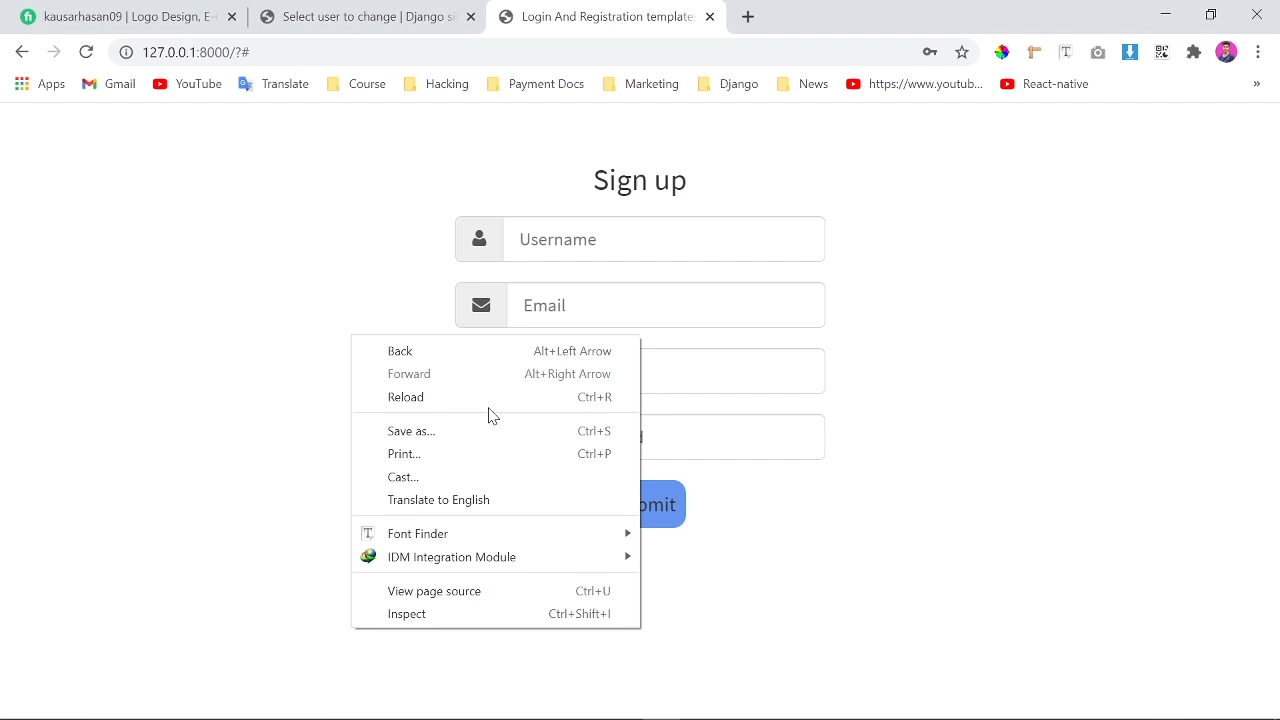 kausarhasan09 | Logo Design, E-C
Select user to change | Django si
Login And Registration template
127.0.0.1:8000/?#
Apps
Gmail
YouTube
Translate
Course
Hacking
Payment Docs
Marketing
Django
News
https://www.youtub...
React-native
»
Sign up
Username
Email
Back Alt+Left Arrow
Forward Alt+Right Arrow
Reload Ctrl+R
Save as... Ctrl+S
Print... Ctrl+P
Cast...
Translate to English
Font Finder
IDM Integration Module
View page source Ctrl+U
Inspect Ctrl+Shift+I